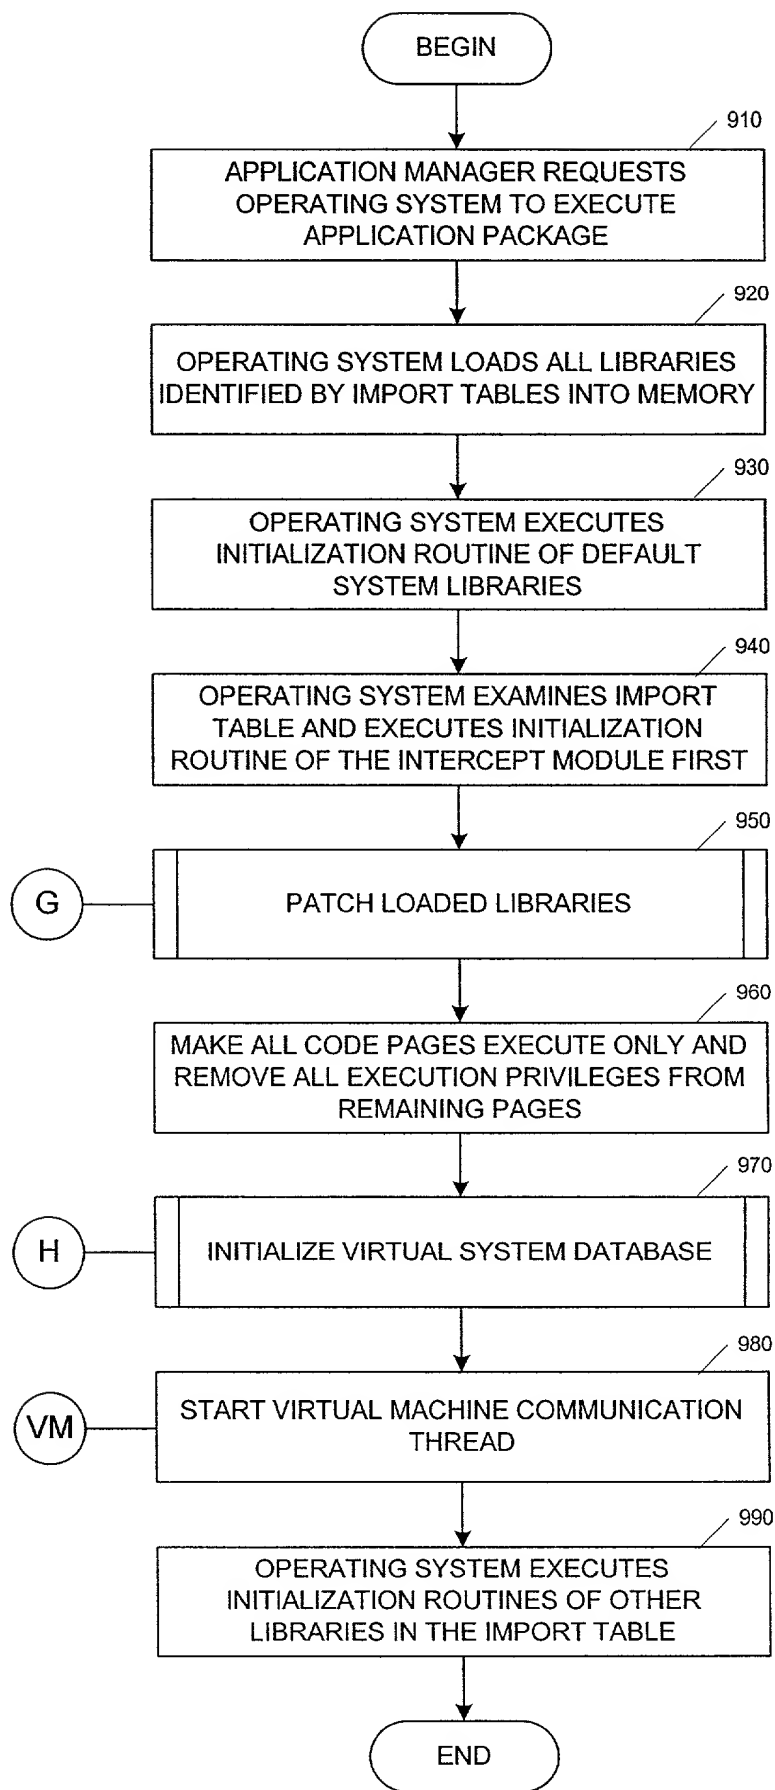 BEGIN
910
APPLICATION MANAGER REQUESTS
OPERATING SYSTEM TO EXECUTE
APPLICATION PACKAGE
920
OPERATING SYSTEM LOADS ALL LIBRARIES
IDENTIFIED BY IMPORT TABLES INTO MEMORY
930
OPERATING SYSTEM EXECUTES
INITIALIZATION ROUTINE OF DEFAULT
SYSTEM LIBRARIES
940
OPERATING SYSTEM EXAMINES IMPORT
TABLE AND EXECUTES INITIALIZATION
ROUTINE OF THE INTERCEPT MODULE FIRST
950
G
PATCH LOADED LIBRARIES
960
MAKE ALL CODE PAGES EXECUTE ONLY AND
REMOVE ALL EXECUTION PRIVILEGES FROM
REMAINING PAGES
970
H
INITIALIZE VIRTUAL SYSTEM DATABASE
980
VM
START VIRTUAL MACHINE COMMUNICATION
THREAD
990
OPERATING SYSTEM EXECUTES
INITIALIZATION ROUTINES OF OTHER
LIBRARIES IN THE IMPORT TABLE
END